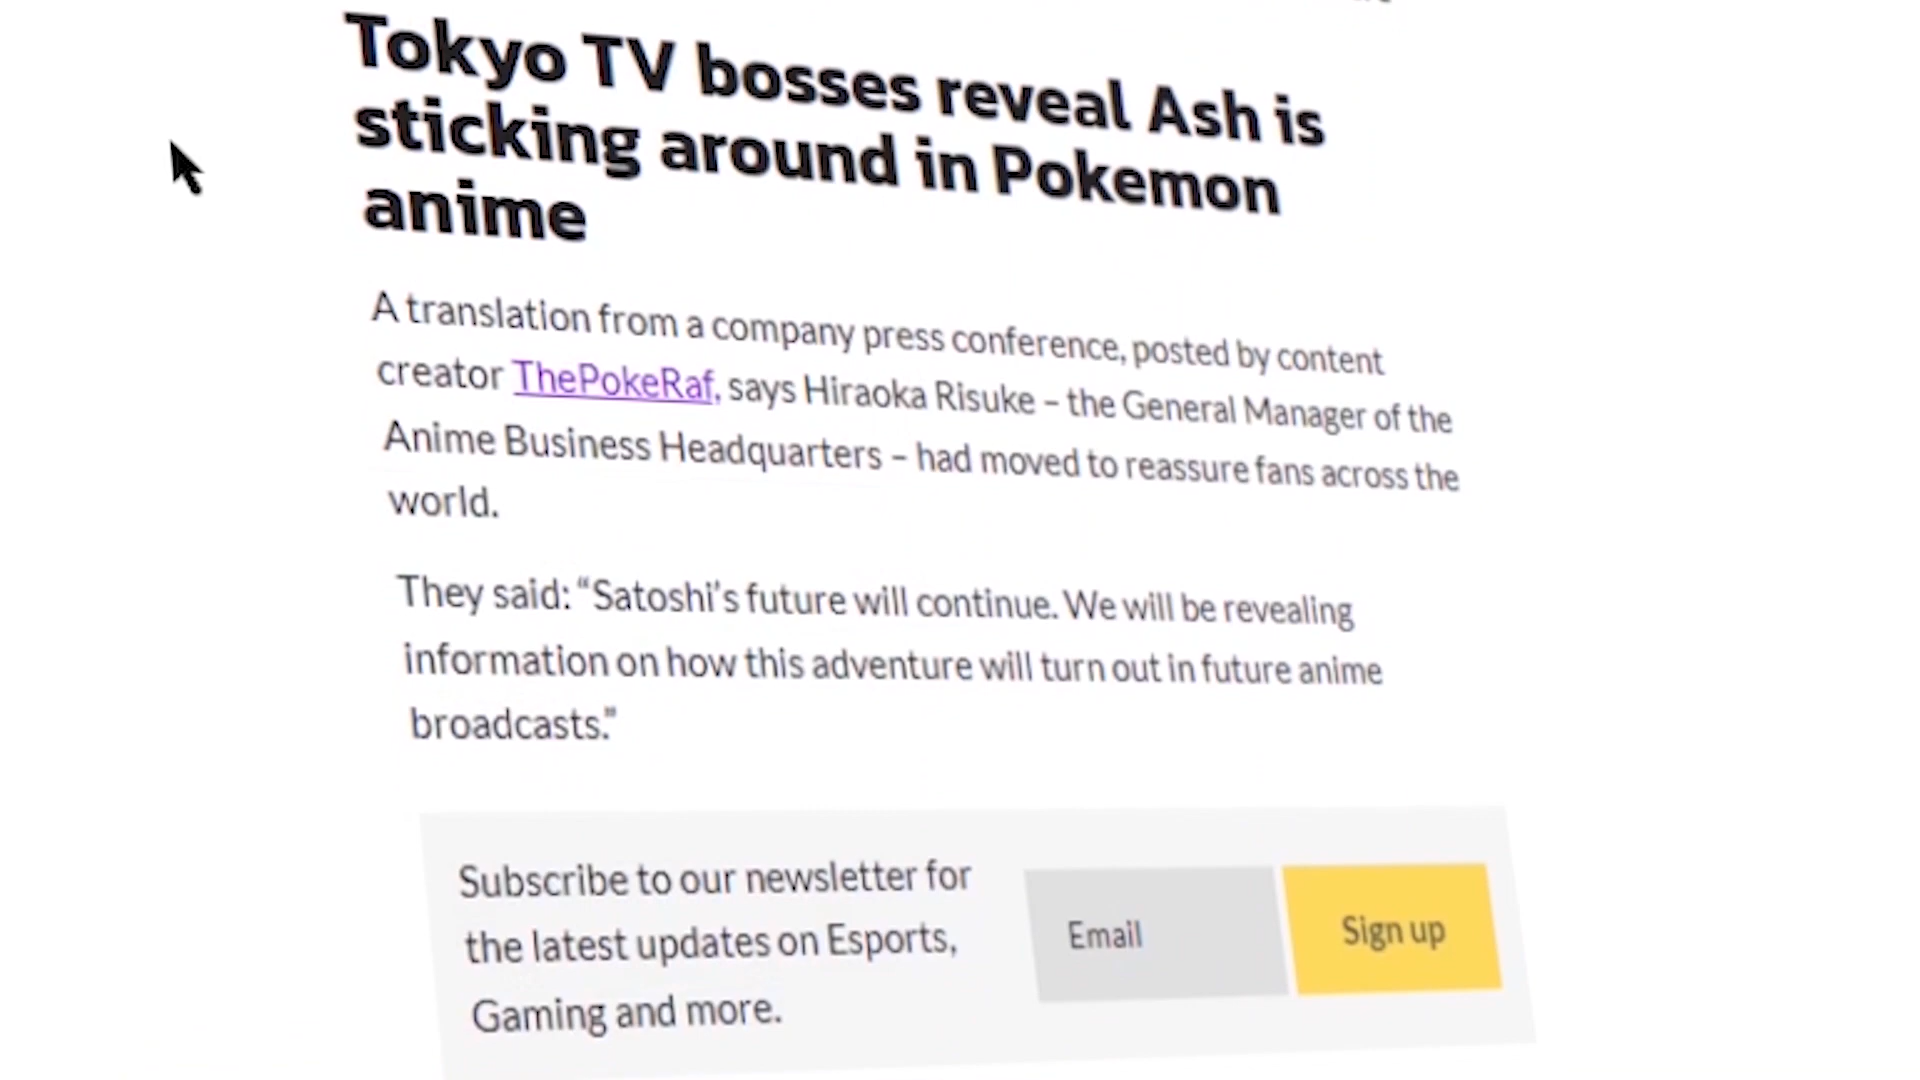 Tokyo TV bosses reveal Ash is
sticking around in Pokemon
anime
A translation from a company press conference, posted by content
creator ThePokeRaf, says Hiraoka Risuke – the General Manager of the
Anime Business Headquarters – had moved to reassure fans across the
world.
They said: “Satoshi's future will continue. We will be revealing
information on how this adventure will turn out in future anime
broadcasts.”
Subscribe to our newsletter for
the latest updates on Esports,
Gaming and more.
Email
Sign up